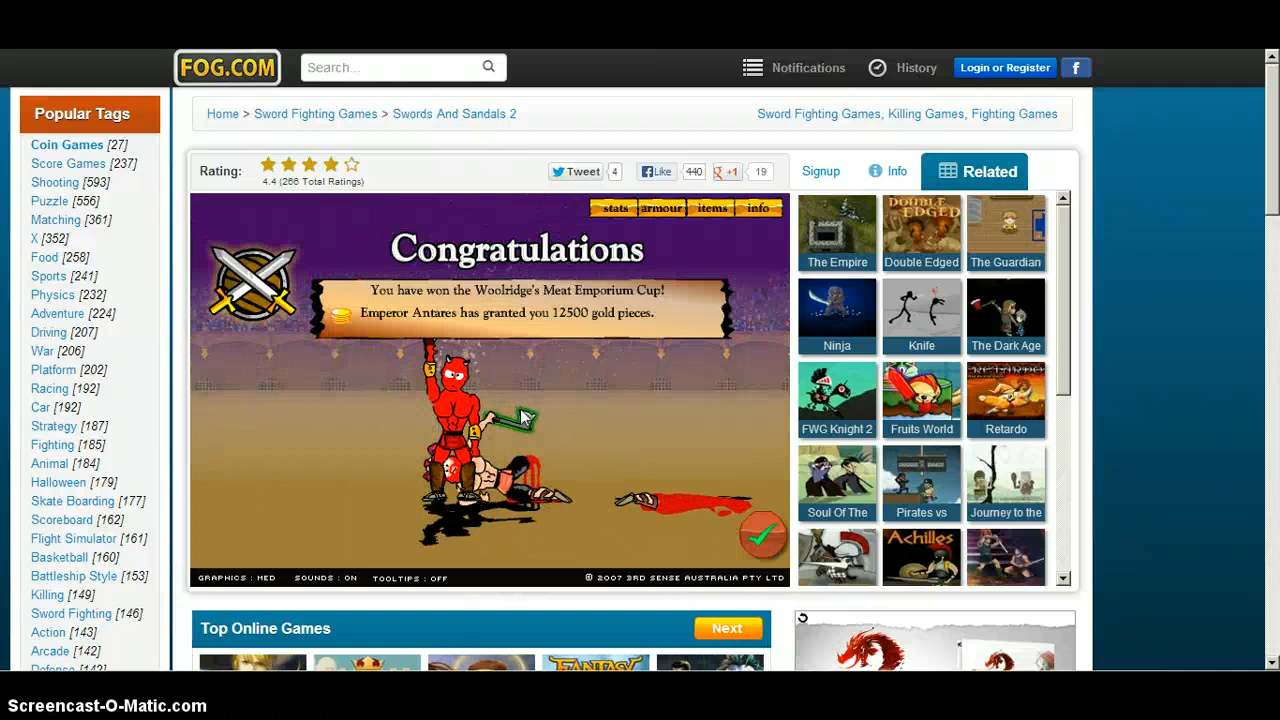 FOG.COM
Search...
Notifications
History
Login or Register
f
Popular Tags
Coin Games [27]
Score Games [237]
Shooting [593]
Puzzle [556]
Matching [361]
X [352]
Food [258]
Sports [241]
Physics [232]
Adventure [224]
Driving [207]
War [206]
Platform [202]
Racing [192]
Car [192]
Strategy [187]
Fighting [185]
Animal [184]
Halloween [179]
Skate Boarding [177]
Scoreboard [162]
Flight Simulator [161]
Basketball [160]
Battleship Style [153]
Killing [149]
Sword Fighting [146]
Action [143]
Arcade [142]
Defense [142]
Home > Sword Fighting Games > Swords And Sandals 2
Sword Fighting Games, Killing Games, Fighting Games
Rating:
4.4 (266 Total Ratings)
Tweet 4
Like 440
g +1 19
Signup
Info
Related
stats armour items info
Congratulations
You have won the Woolridge's Meat Emporium Cup!
Emperor Antares has granted you 12500 gold pieces.
GRAPHICS : MED SOUNDS : ON TOOLTIPS : OFF
© 2007 3RD SENSE AUSTRALIA PTY LTD
DOUBLE EDGED
The Empire
Double Edged
The Guardian
Ninja
Knife
The Dark Age
RETARDO
FWG Knight 2
Fruits World
Retardo
Soul Of The
Pirates vs
Journey to the
ACHILLES
Top Online Games
Next
FANTASY
Screencast-O-Matic.com